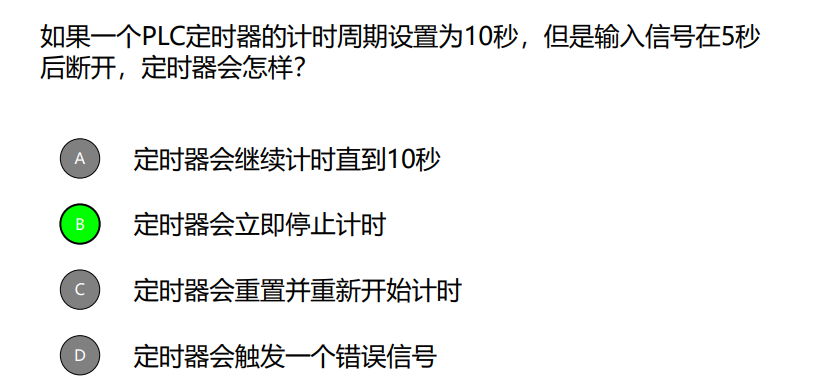 如果一个PLC定时器的计时周期设置为10秒，但是输入信号在5秒
后断开，定时器会怎样？
A 定时器会继续计时直到10秒
B 定时器会立即停止计时
C 定时器会重置并重新开始计时
D 定时器会触发一个错误信号